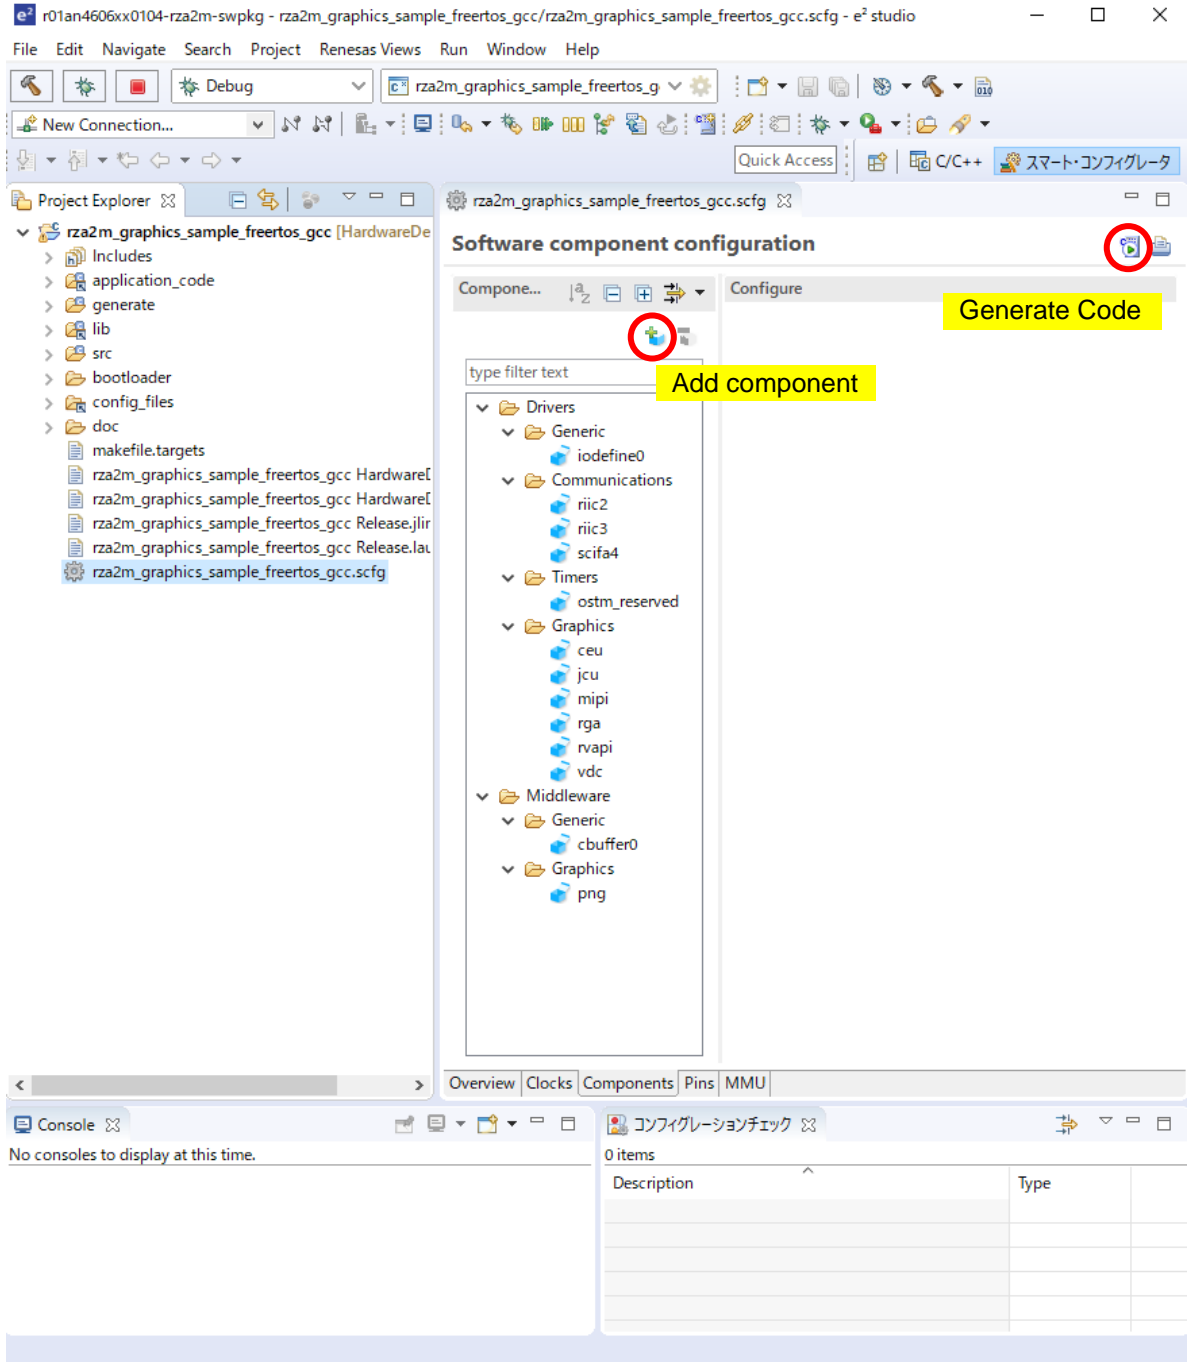 e² r01an4606xx0104-rza2m-swpkg - rza2m_graphics_sample_freertos_gcc/rza2m_graphics_sample_freertos_gcc.scfg - e² studio
File Edit Navigate Search Project Renesas Views Run Window Help
Debug
rza2m_graphics_sample_freertos_g
New Connection...
Quick Access
C/C++
スマート・コンフィグレータ
Project Explorer
rza2m_graphics_sample_freertos_gcc [HardwareDe
Includes
application_code
generate
lib
src
bootloader
config_files
doc
makefile.targets
rza2m_graphics_sample_freertos_gcc Hardware
rza2m_graphics_sample_freertos_gcc Hardware
rza2m_graphics_sample_freertos_gcc Release.jlin
rza2m_graphics_sample_freertos_gcc Release.lau
rza2m_graphics_sample_freertos_gcc.scfg
rza2m_graphics_sample_freertos_gcc.scfg
Software component configuration
Generate Code
Compone...
Configure
Add component
type filter text
Drivers
Generic
iodefine0
Communications
riic2
riic3
scifa4
Timers
ostm_reserved
Graphics
ceu
jcu
mipi
rga
rvapi
vdc
Middleware
Generic
cbuffer0
Graphics
png
Overview Clocks Components Pins MMU
Console
No consoles to display at this time.
コンフィグレーションチェック
0 items
Description Type